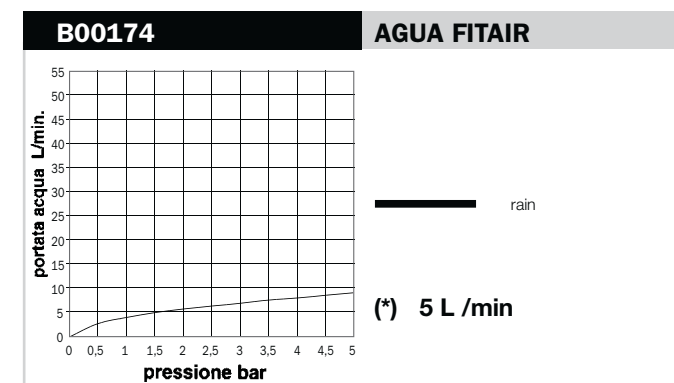 B00174 AGUA FITAIR
portata acqua L/min.
55
50
45
40
35
30
25
20
15
10
5
0
0 0,5 1 1,5 2 2,5 3 3,5 4 4,5 5
pressione bar
rain
(*) 5 L /min